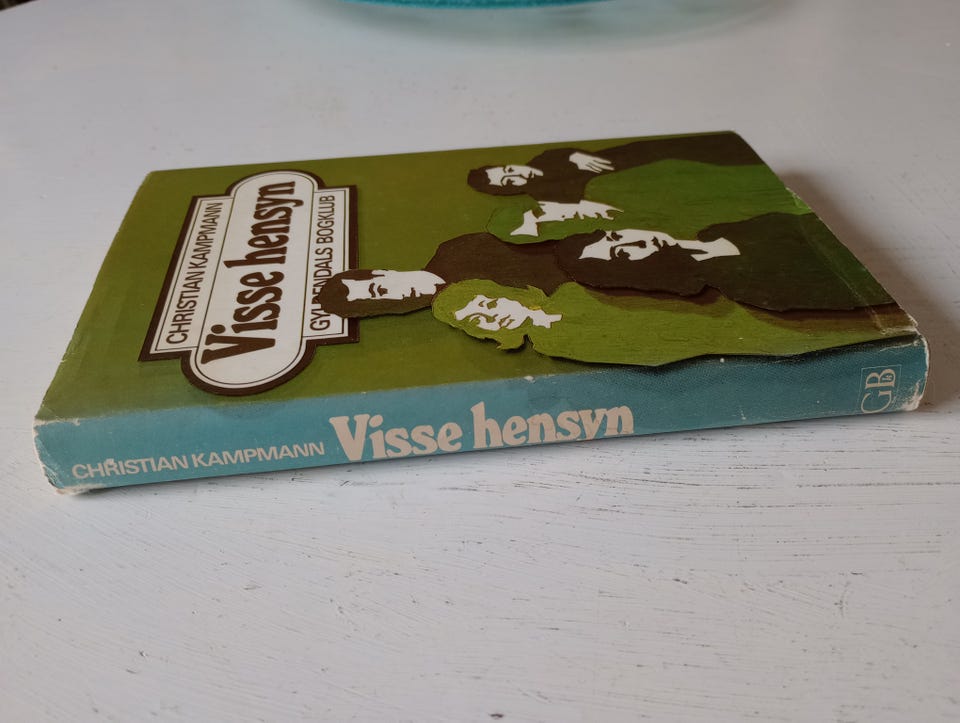 CHRISTIAN KAMPMANN
Visse hensyn
GYLDENDALS BOGKLUB
CHRISTIAN KAMPMANN
Visse hensyn
GB